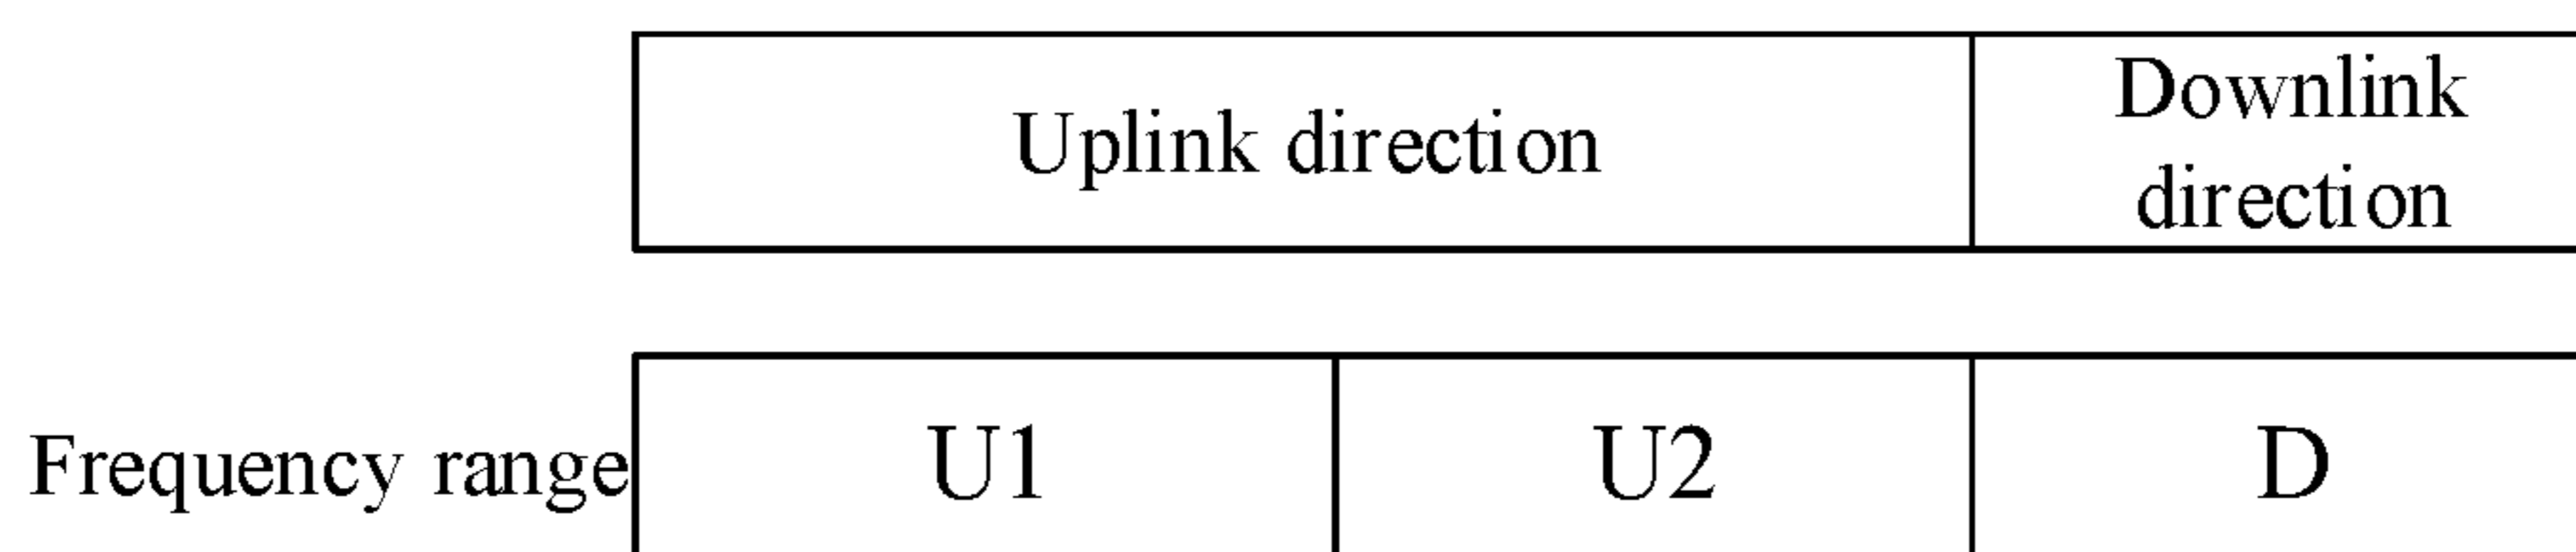 Uplink direction
Downlink
direction
Frequency range
U1
U2
D